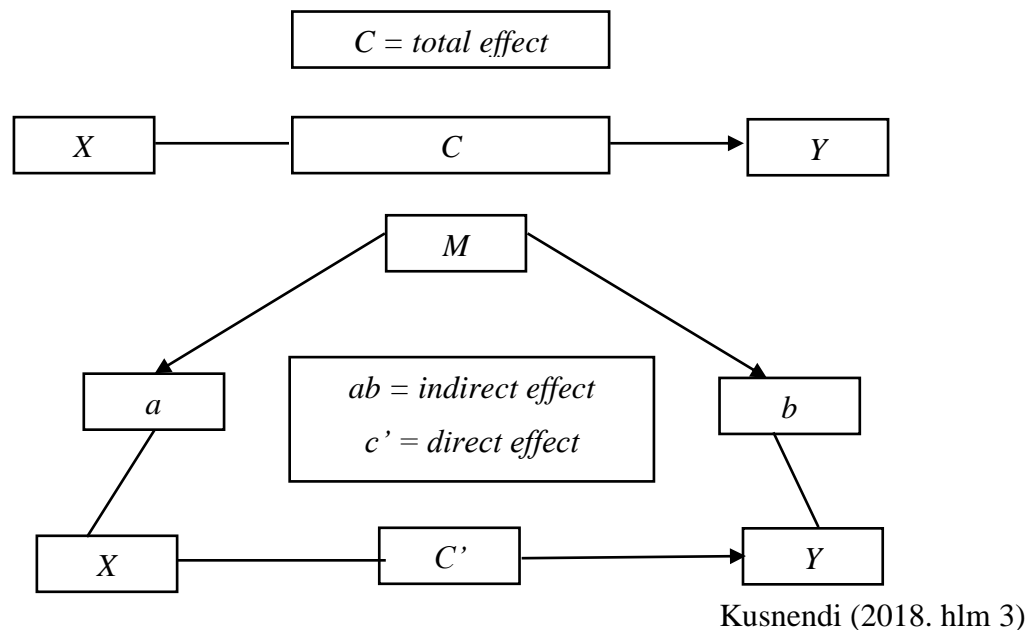 C = total effect
X C Y
M
a b
ab = indirect effect
c’ = direct effect
X C’ Y
Kusnendi (2018. hlm 3)